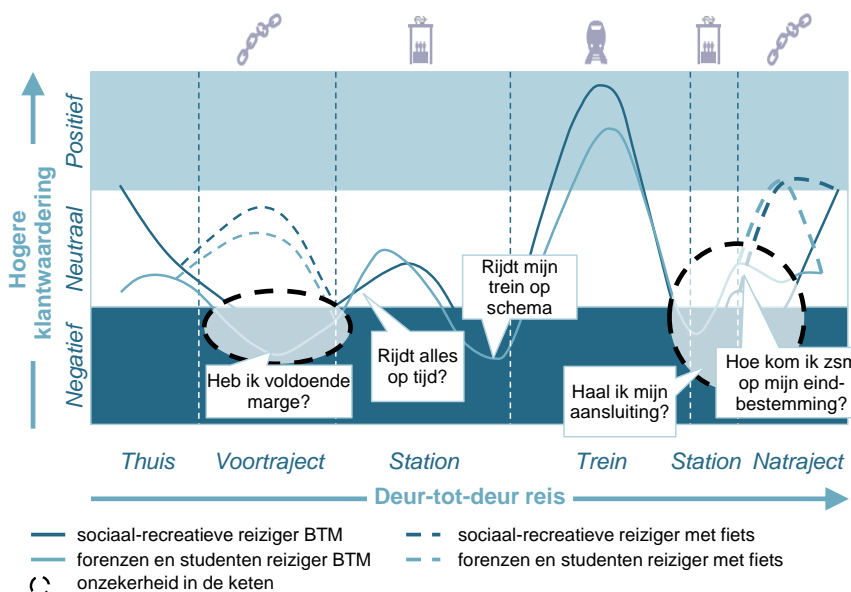 Hogere
klantwaardering
Positief
Neutraal
Negatief
Rijdt mijn
trein op
schema
Heb ik voldoende
marge?
Rijdt alles
op tijd?
Haal ik mijn
aansluiting?
Hoe kom ik zsm
op mijn eind-
bestemming?
Thuis
Voortraject
Station
Trein
Station
Natraject
Deur-tot-deur reis
sociaal-recreatieve reiziger BTM
sociaal-recreatieve reiziger met fiets
forenzen en studenten reiziger BTM
forenzen en studenten reiziger met fiets
onzekerheid in de keten